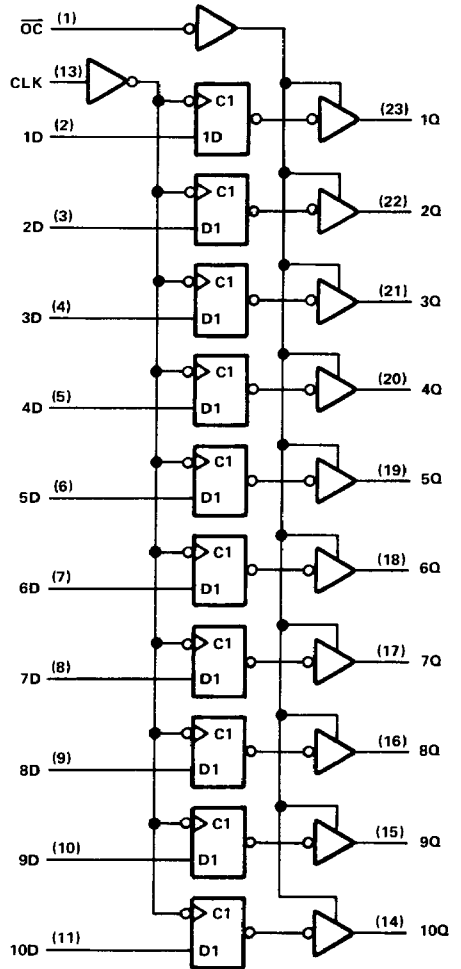 OC (1)
CLK (13)
C1 (23) 1Q
1D (2) 1D
C1 (22) 2Q
2D (3) D1
C1 (21) 3Q
3D (4) D1
C1 (20) 4Q
4D (5) D1
C1 (19) 5Q
5D (6) D1
C1 (18) 6Q
6D (7) D1
C1 (17) 7Q
7D (8) D1
C1 (16) 8Q
8D (9) D1
C1 (15) 9Q
9D (10) D1
C1 (14) 10Q
10D (11) D1